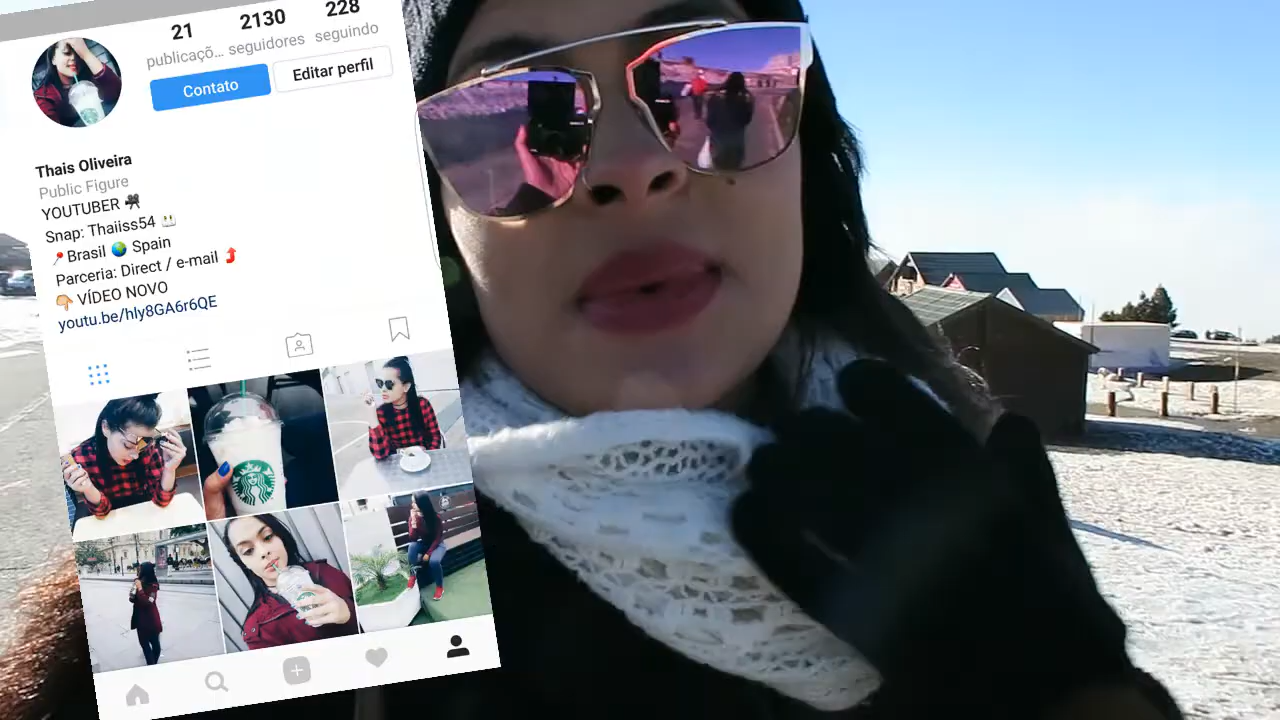 21 2130 228
publicaçõ... seguidores seguindo
Contato Editar perfil
Thais Oliveira
Public Figure
YOUTUBER 🎥
Snap: Thaiiss54 👻
📍Brasil 🌍 Spain
Parceria: Direct / e-mail ⤴
👇 VÍDEO NOVO
youtu.be/hly8GA6r6QE